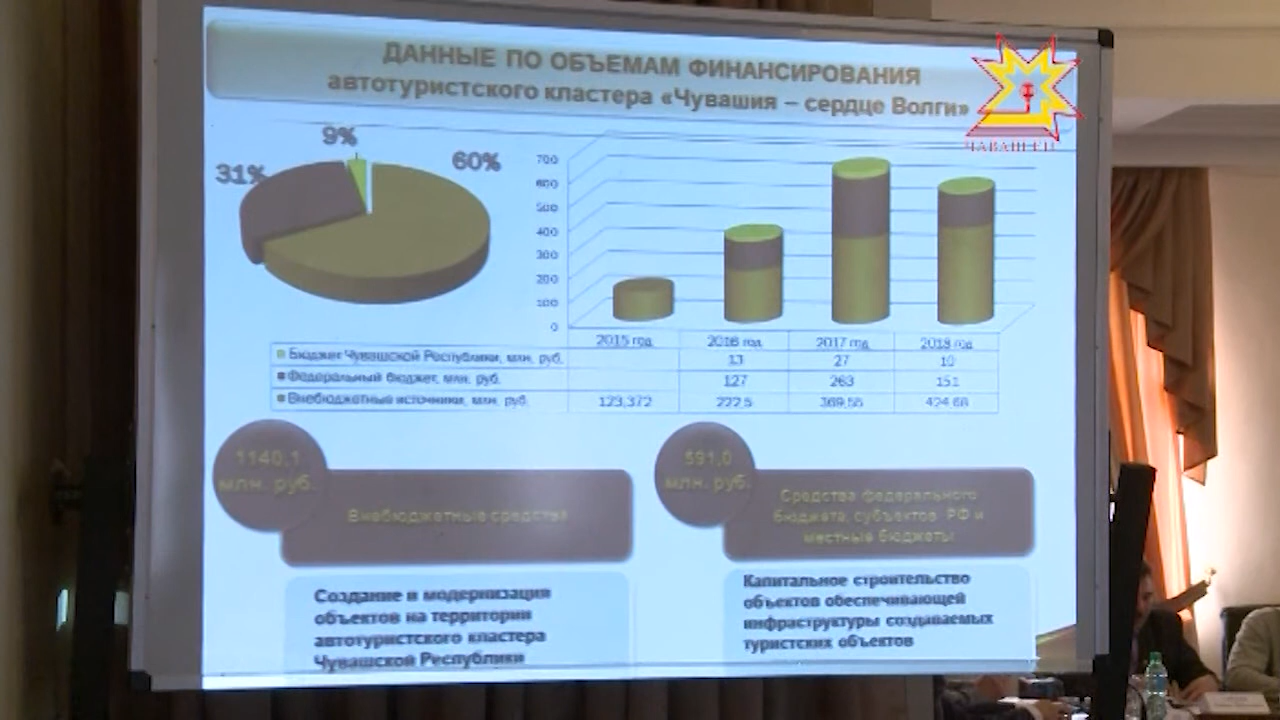 ДАННЫЕ ПО ОБЪЕМАМ ФИНАНСИРОВАНИЯ
автотуристского кластера «Чувашия – сердце Волги»
9%
60%
31%
700
600
500
400
300
200
100
0
2015 год 2016 год 2017 год 2018 год
Бюджет Чувашской Республики, млн. руб. 13 27 10
Федеральный бюджет, млн. руб. 127 263 151
Внебюджетные источники, млн. руб. 123,372 222,5 369,55 424,68
1140,1
млн. руб.
Внебюджетные средства
591,0
млн. руб.
Средства федерального
бюджета, субъектов РФ и
местные бюджеты
Создание и модернизация
объектов на территории
автотуристского кластера
Чувашской Республики
Капитальное строительство
объектов обеспечивающей
инфраструктуры создаваемых
туристских объектов